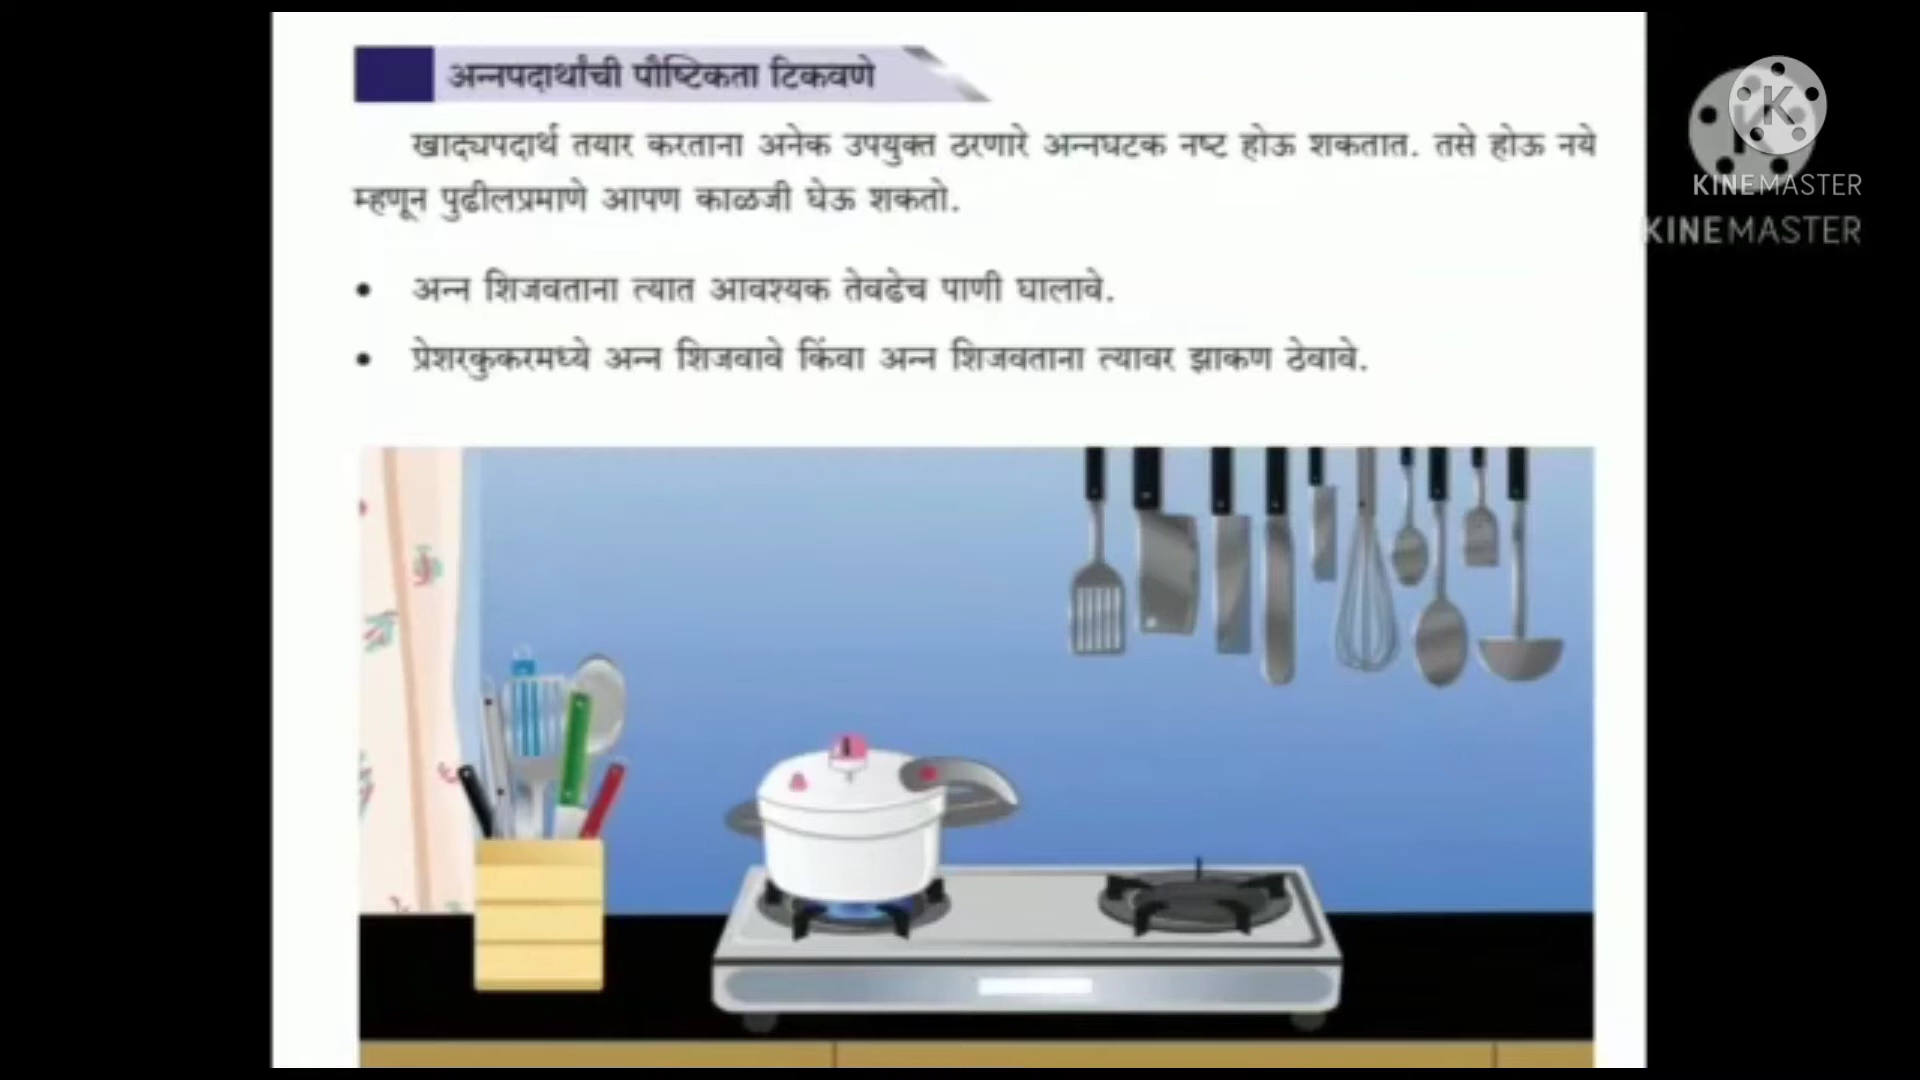 अन्नपदार्थांची पौष्टिकता टिकवणे
खाद्यपदार्थ तयार करताना अनेक उपयुक्त ठरणारे अन्नघटक नष्ट होऊ शकतात. तसे होऊ नये
म्हणून पुढीलप्रमाणे आपण काळजी घेऊ शकतो.
• अन्न शिजवताना त्यात आवश्यक तेवढेच पाणी घालावे.
• प्रेशरकुकरमध्ये अन्न शिजवावे किंवा अन्न शिजवताना त्यावर झाकण ठेवावे.
K
KINEMASTER
KINEMASTER